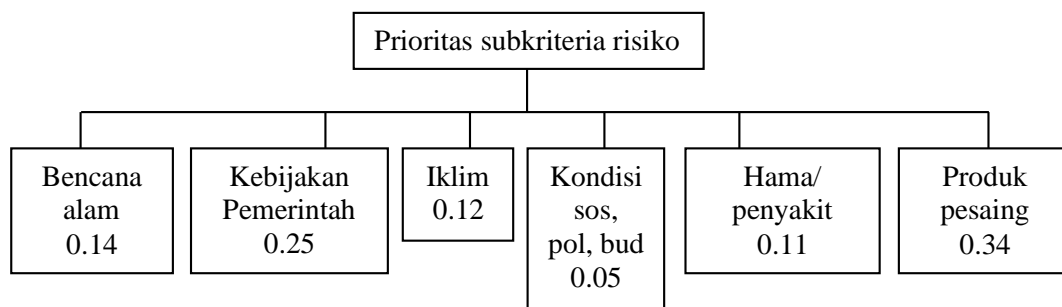 Prioritas subkriteria risiko
Bencana
alam
0.14
Kebijakan
Pemerintah
0.25
Iklim
0.12
Kondisi
sos,
pol, bud
0.05
Hama/
penyakit
0.11
Produk
pesaing
0.34